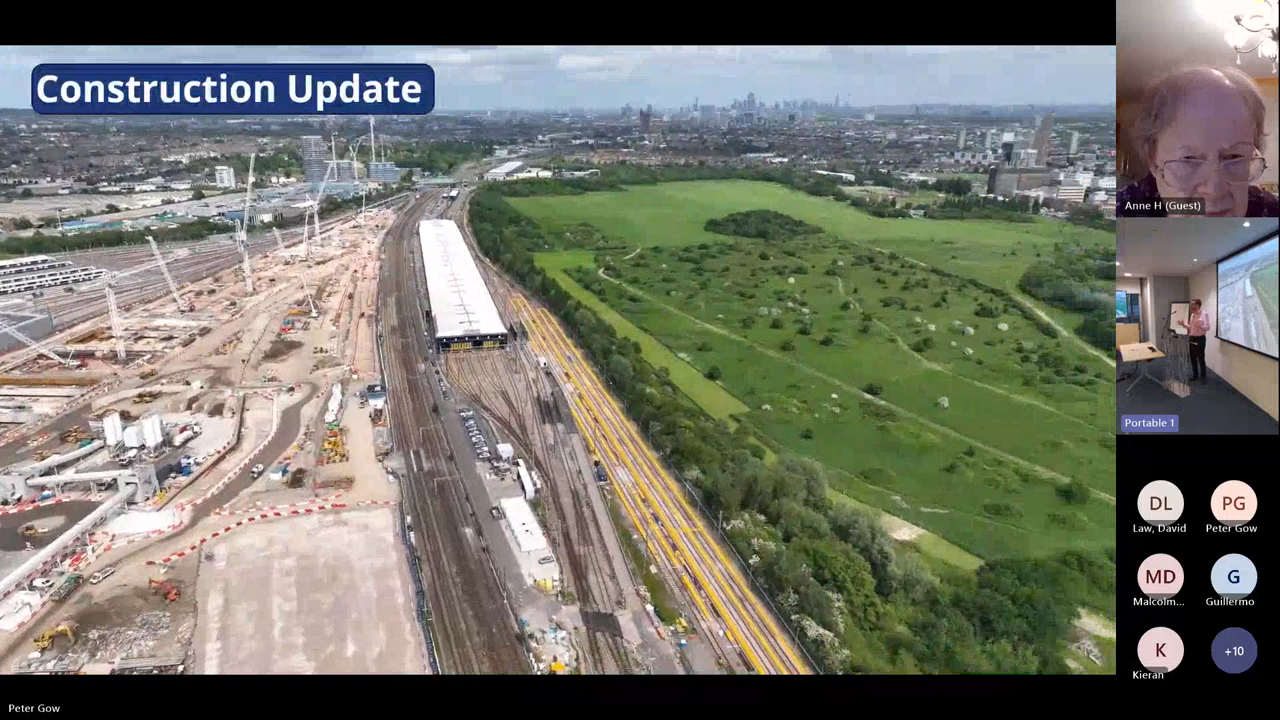 Construction Update
Anne H (Guest)
Portable 1
DL
Law, David
PG
Peter Gow
MD
Malcolm...
G
Guillermo
K
Kieran
+10
Peter Gow